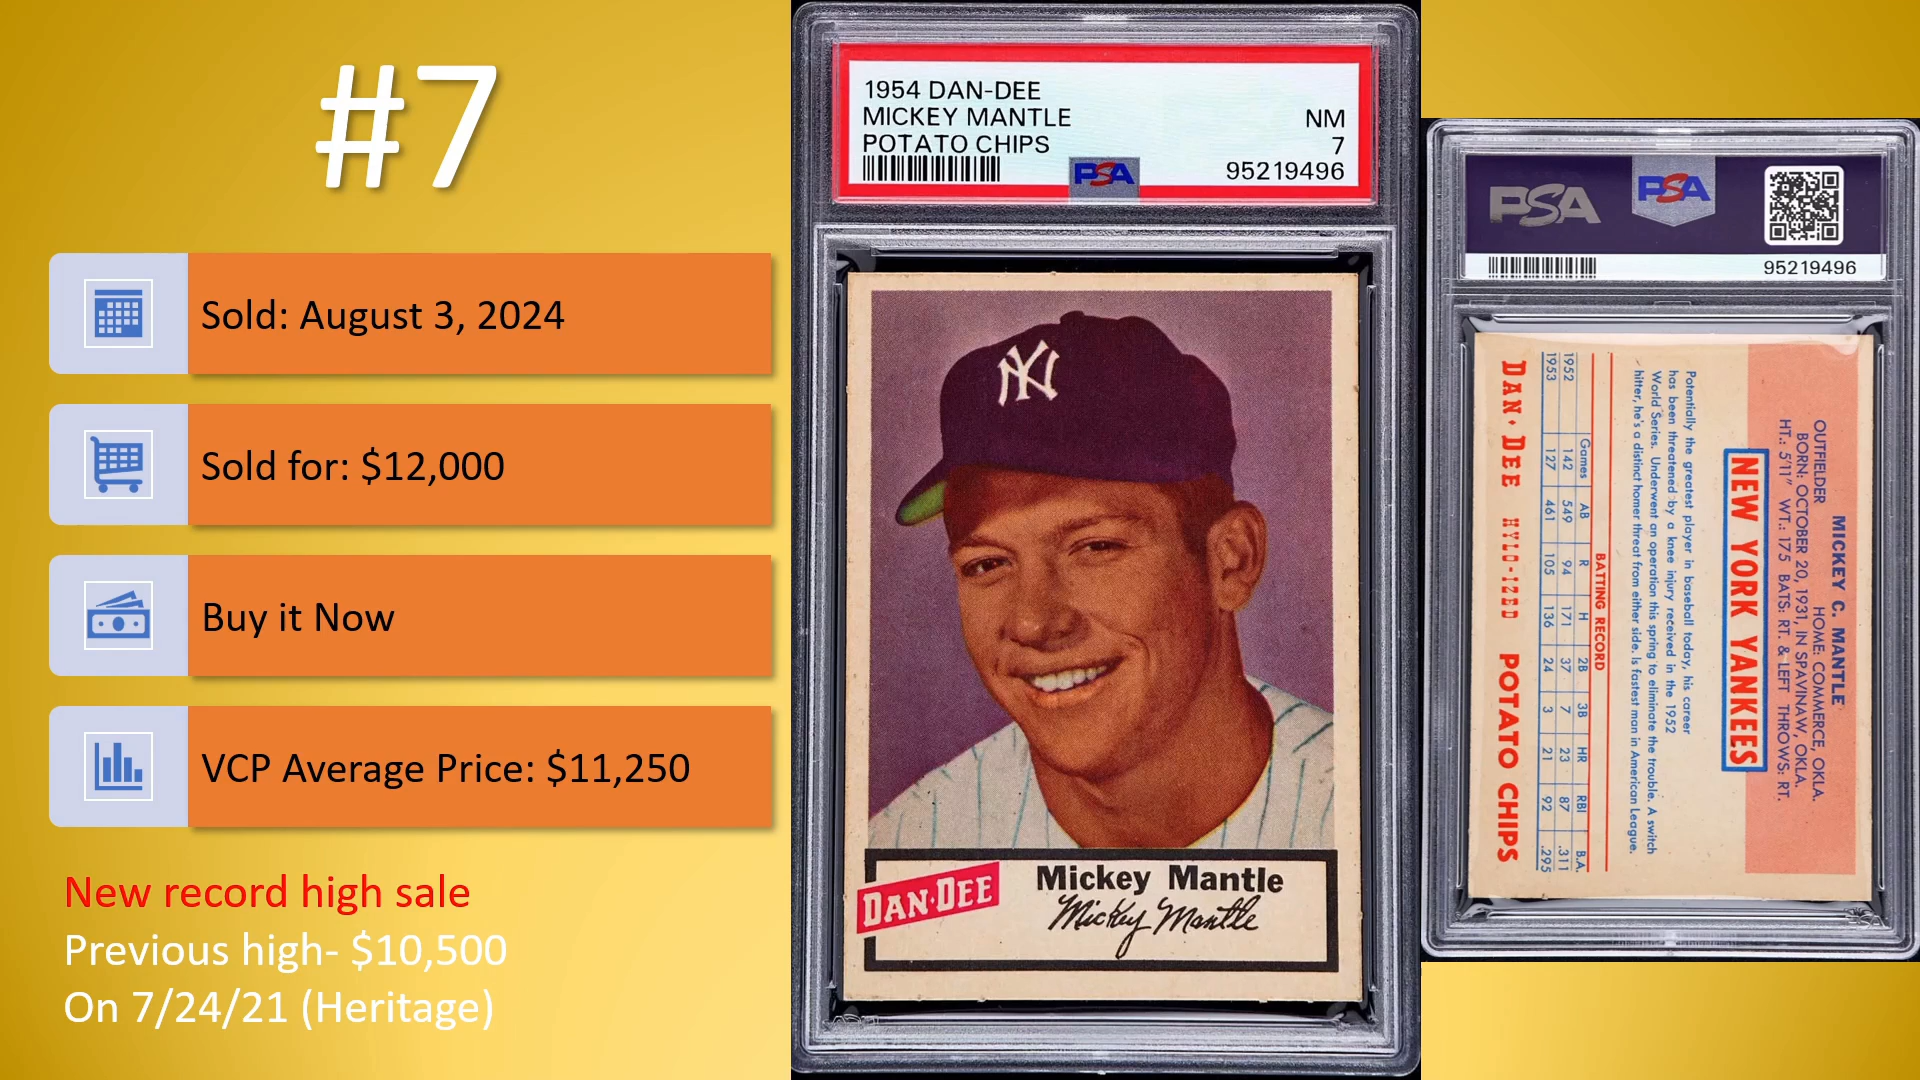 #7
Sold: August 3, 2024
Sold for: $12,000
Buy it Now
VCP Average Price: $11,250
New record high sale
Previous high- $10,500
On 7/24/21 (Heritage)
1954 DAN-DEE
MICKEY MANTLE NM
POTATO CHIPS 7
PSA 95219496
NY
DAN·DEE
Mickey Mantle
Mickey Mantle
PSA PSA
95219496
MICKEY C. MANTLE
OUTFIELDER HOME: COMMERCE, OKLA.
BORN: OCTOBER 20, 1931, IN SPAVINAW, OKLA.
HT.: 5'11" WT.: 175 BATS: RT. & LEFT THROWS: RT.
NEW YORK YANKEES
Potentially the greatest player in baseball today, his career
has been threatened by a knee injury received in the 1952
World Series. Underwent an operation this spring to eliminate the trouble. A switch
hitter, he's a distinct homer threat from either side. Is fastest man in American League.
BATTING RECORD
Games AB R H 2B 3B HR RBI B.A.
1952 142 549 94 171 37 7 23 87 .311
1953 127 461 105 136 24 3 21 92 .295
DAN·DEE HYLO-IZED POTATO CHIPS